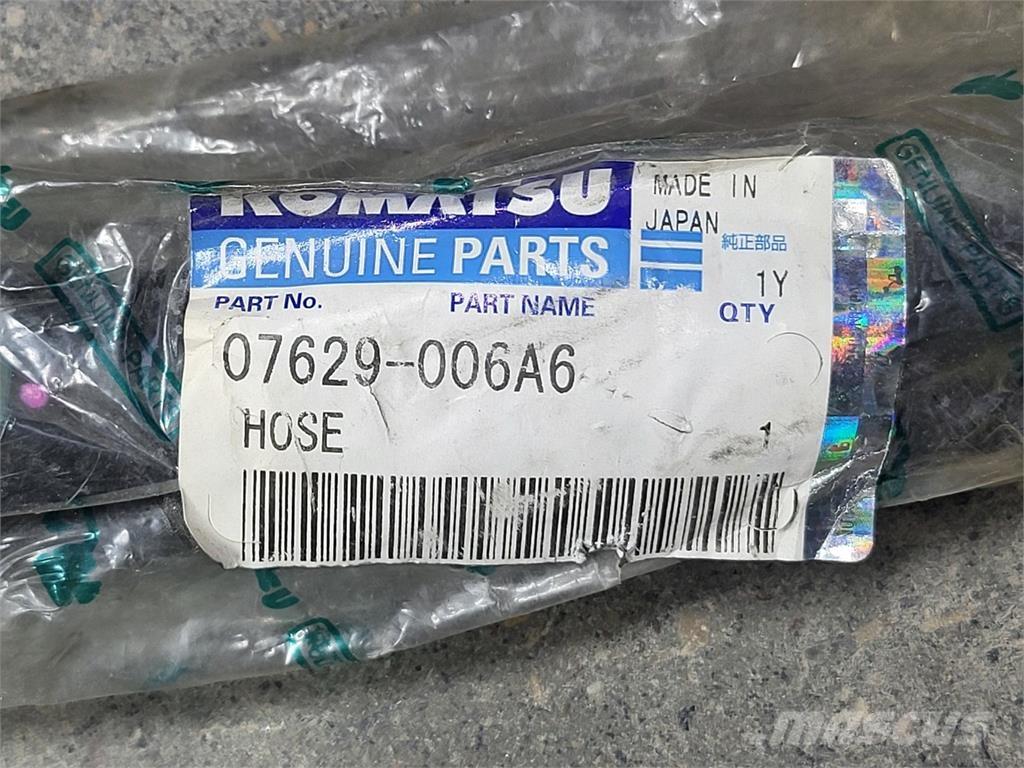 KOMATSU
MADE IN
JAPAN
GENUINE PARTS
純正部品
1Y
PART No.
PART NAME
QTY
07629-006A6
HOSE
1
GENUINE
mascus